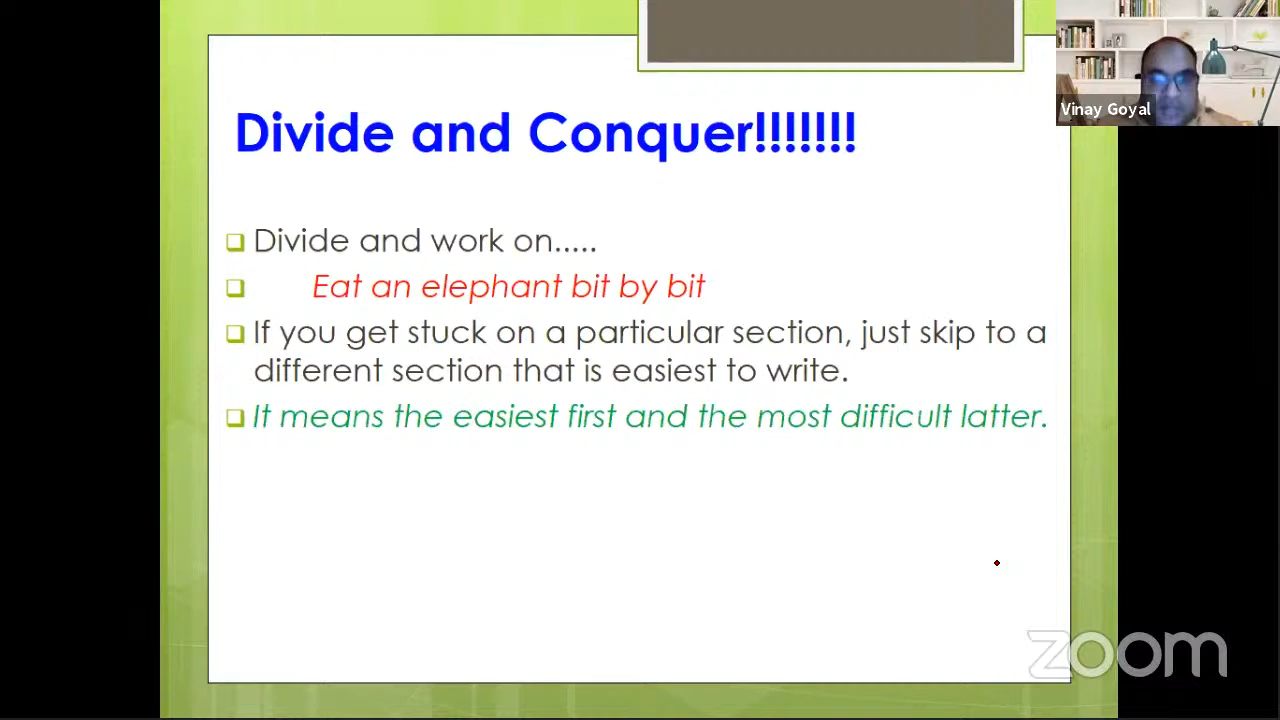 Vinay Goyal
Divide and Conquer!!!!!!!
Divide and work on.....
Eat an elephant bit by bit
If you get stuck on a particular section, just skip to a
different section that is easiest to write.
It means the easiest first and the most difficult latter.
zoom